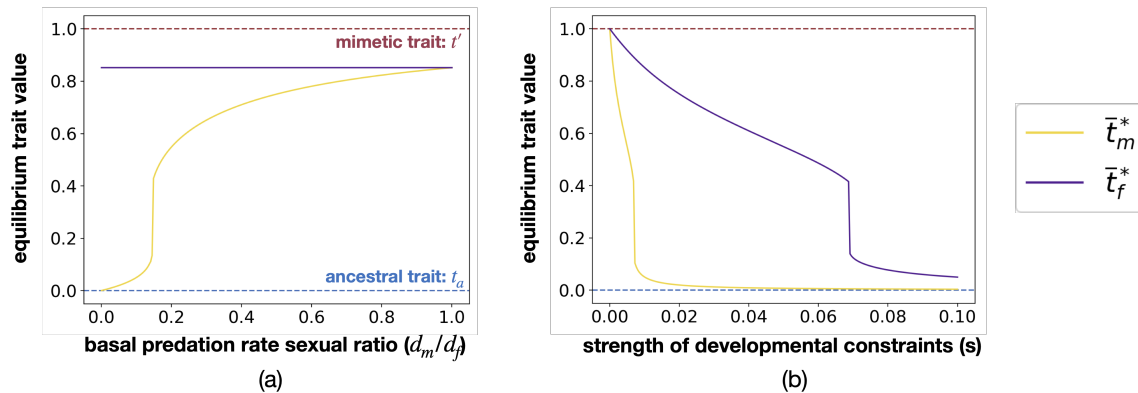 equilibrium trait value
1.0
0.8
0.6
0.4
0.2
0.0
mimetic trait: t′
ancestral trait: tₐ
0.0 0.2 0.4 0.6 0.8 1.0
basal predation rate sexual ratio (dₘ/d_f)
(a)
equilibrium trait value
1.0
0.8
0.6
0.4
0.2
0.0
0.00 0.02 0.04 0.06 0.08 0.10
strength of developmental constraints (s)
(b)
t̄*ₘ
t̄*_f